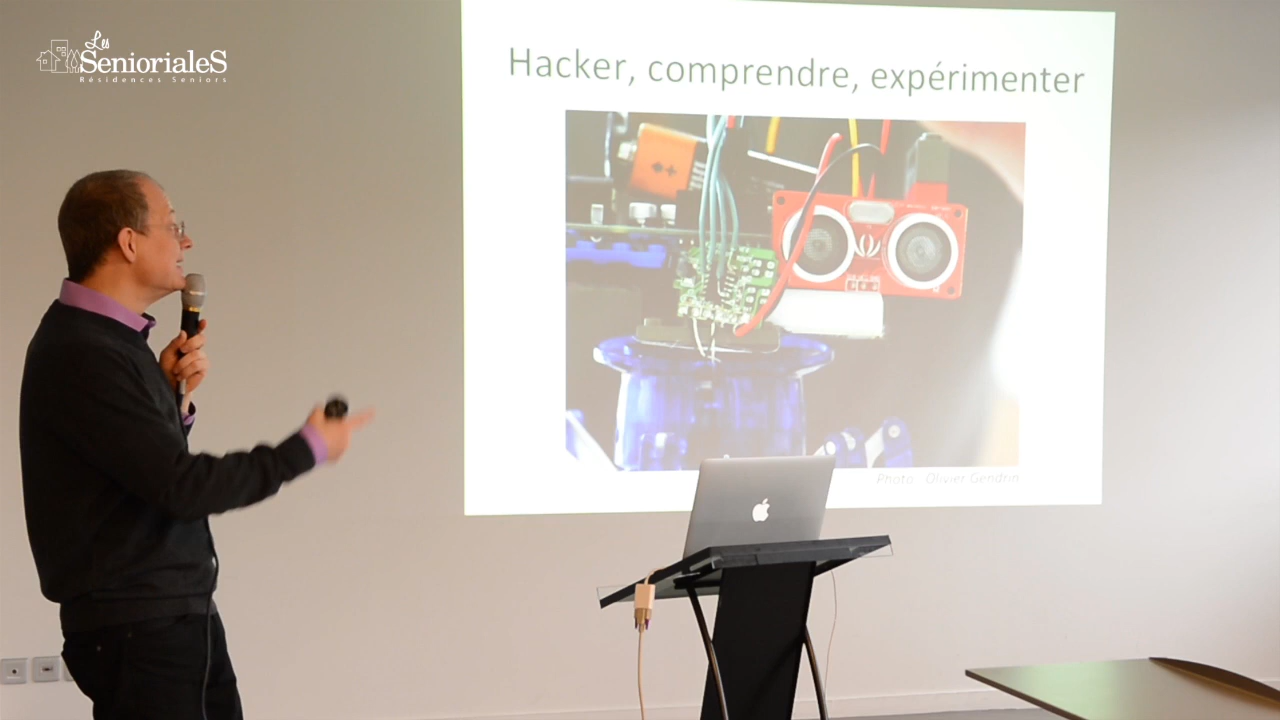 Les
SeniorialeS
Résidences Seniors
Hacker, comprendre, expérimenter
Photo : Olivier Gendrin